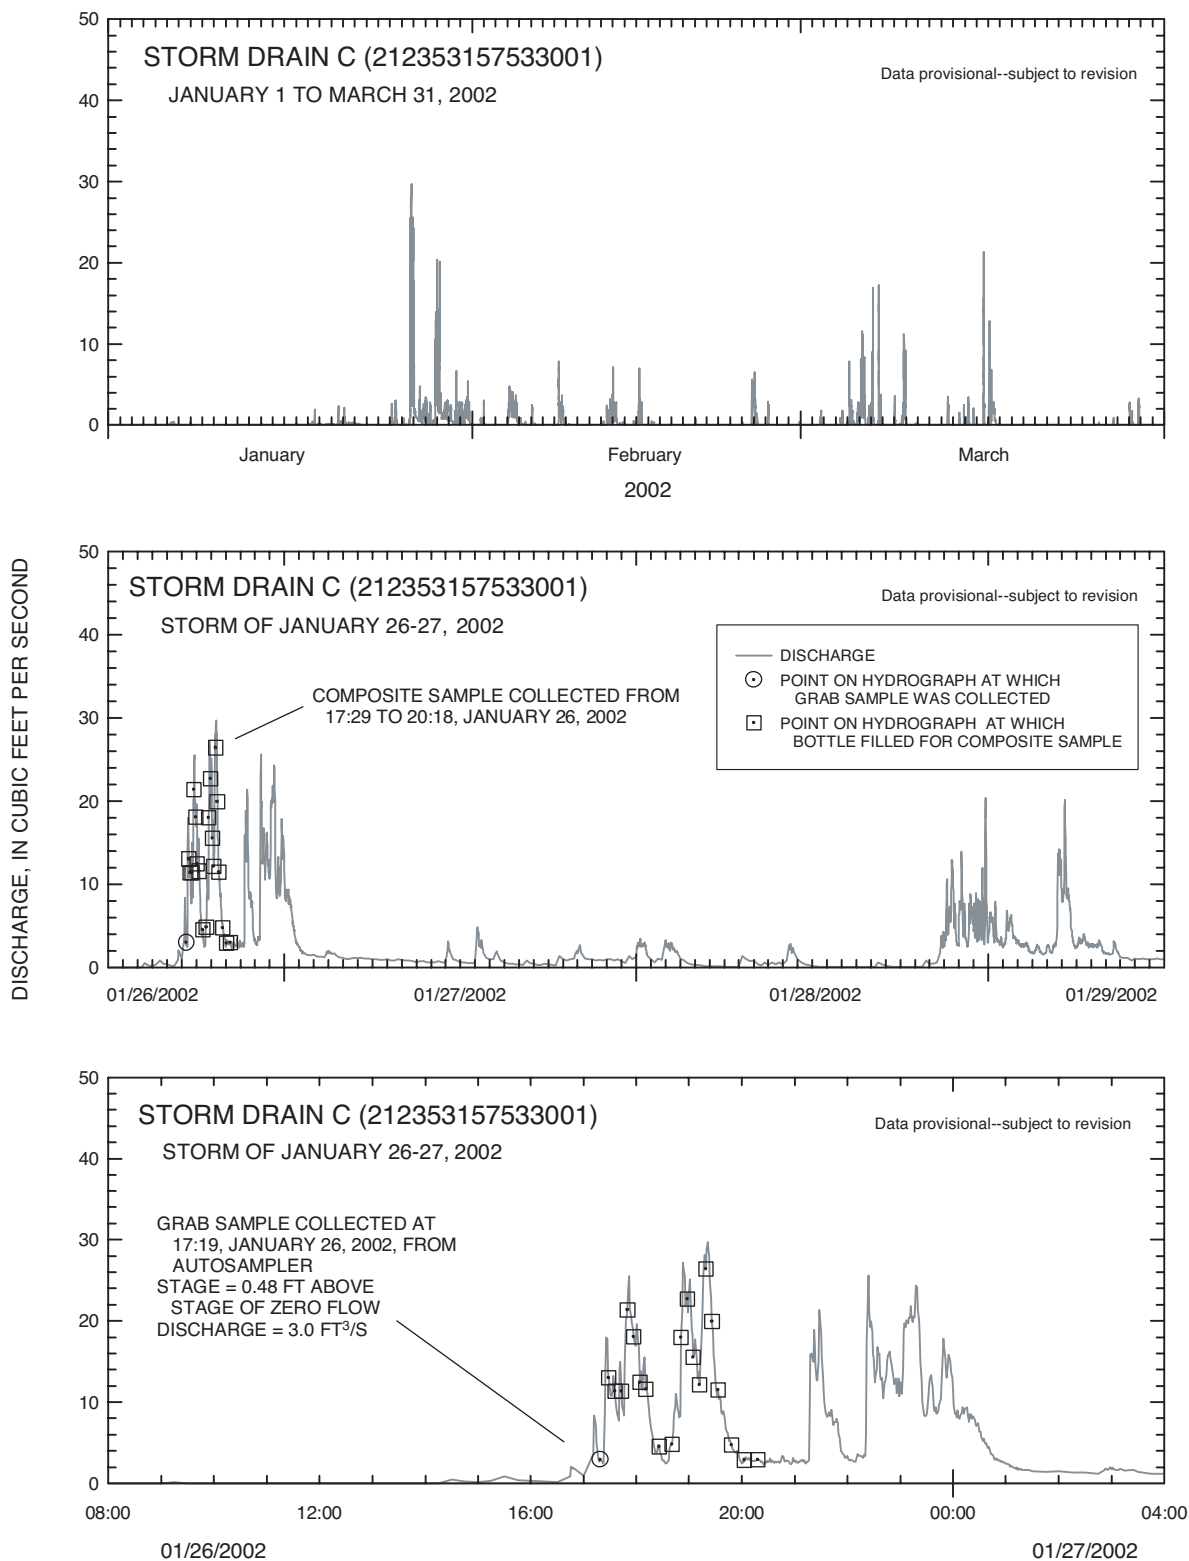 50
STORM DRAIN C (212353157533001)
Data provisional--subject to revision
JANUARY 1 TO MARCH 31, 2002
40
30
20
10
0
January
February
March
2002
DISCHARGE, IN CUBIC FEET PER SECOND
50
STORM DRAIN C (212353157533001)
Data provisional--subject to revision
STORM OF JANUARY 26-27, 2002
40
DISCHARGE
POINT ON HYDROGRAPH AT WHICH
GRAB SAMPLE WAS COLLECTED
POINT ON HYDROGRAPH AT WHICH
BOTTLE FILLED FOR COMPOSITE SAMPLE
COMPOSITE SAMPLE COLLECTED FROM
17:29 TO 20:18, JANUARY 26, 2002
30
20
10
0
01/26/2002
01/27/2002
01/28/2002
01/29/2002
50
STORM DRAIN C (212353157533001)
Data provisional--subject to revision
STORM OF JANUARY 26-27, 2002
40
GRAB SAMPLE COLLECTED AT
17:19, JANUARY 26, 2002, FROM
AUTOSAMPLER
STAGE = 0.48 FT ABOVE
STAGE OF ZERO FLOW
DISCHARGE = 3.0 FT³/S
30
20
10
0
08:00
12:00
16:00
20:00
00:00
04:00
01/26/2002
01/27/2002